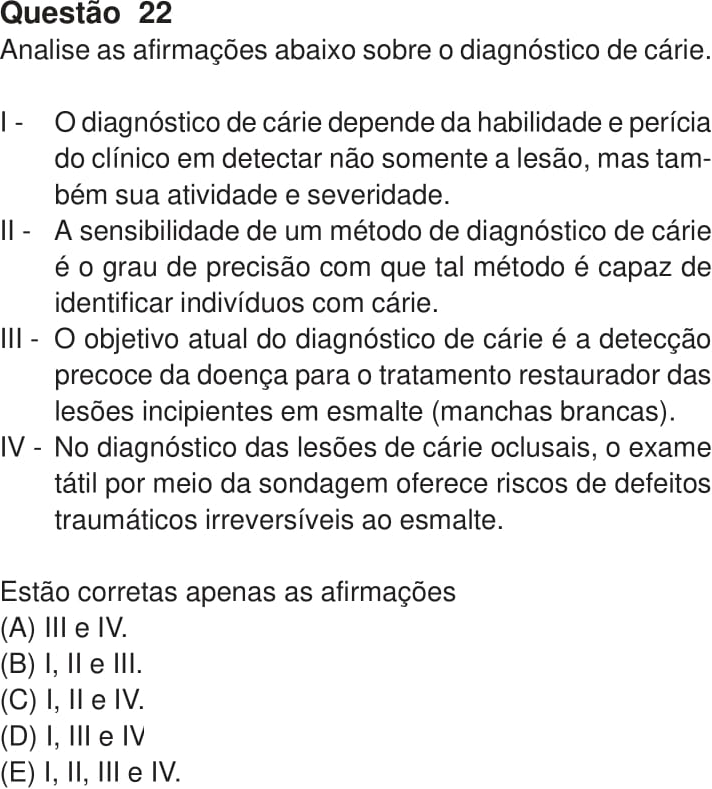 Questão 22
Analise as afirmações abaixo sobre o diagnóstico de cárie.
I - O diagnóstico de cárie depende da habilidade e perícia
do clínico em detectar não somente a lesão, mas tam-
bém sua atividade e severidade.
II - A sensibilidade de um método de diagnóstico de cárie
é o grau de precisão com que tal método é capaz de
identificar indivíduos com cárie.
III - O objetivo atual do diagnóstico de cárie é a detecção
precoce da doença para o tratamento restaurador das
lesões incipientes em esmalte (manchas brancas).
IV - No diagnóstico das lesões de cárie oclusais, o exame
tátil por meio da sondagem oferece riscos de defeitos
traumáticos irreversíveis ao esmalte.
Estão corretas apenas as afirmações
(A) III e IV.
(B) I, II e III.
(C) I, II e IV.
(D) I, III e IV
(E) I, II, III e IV.